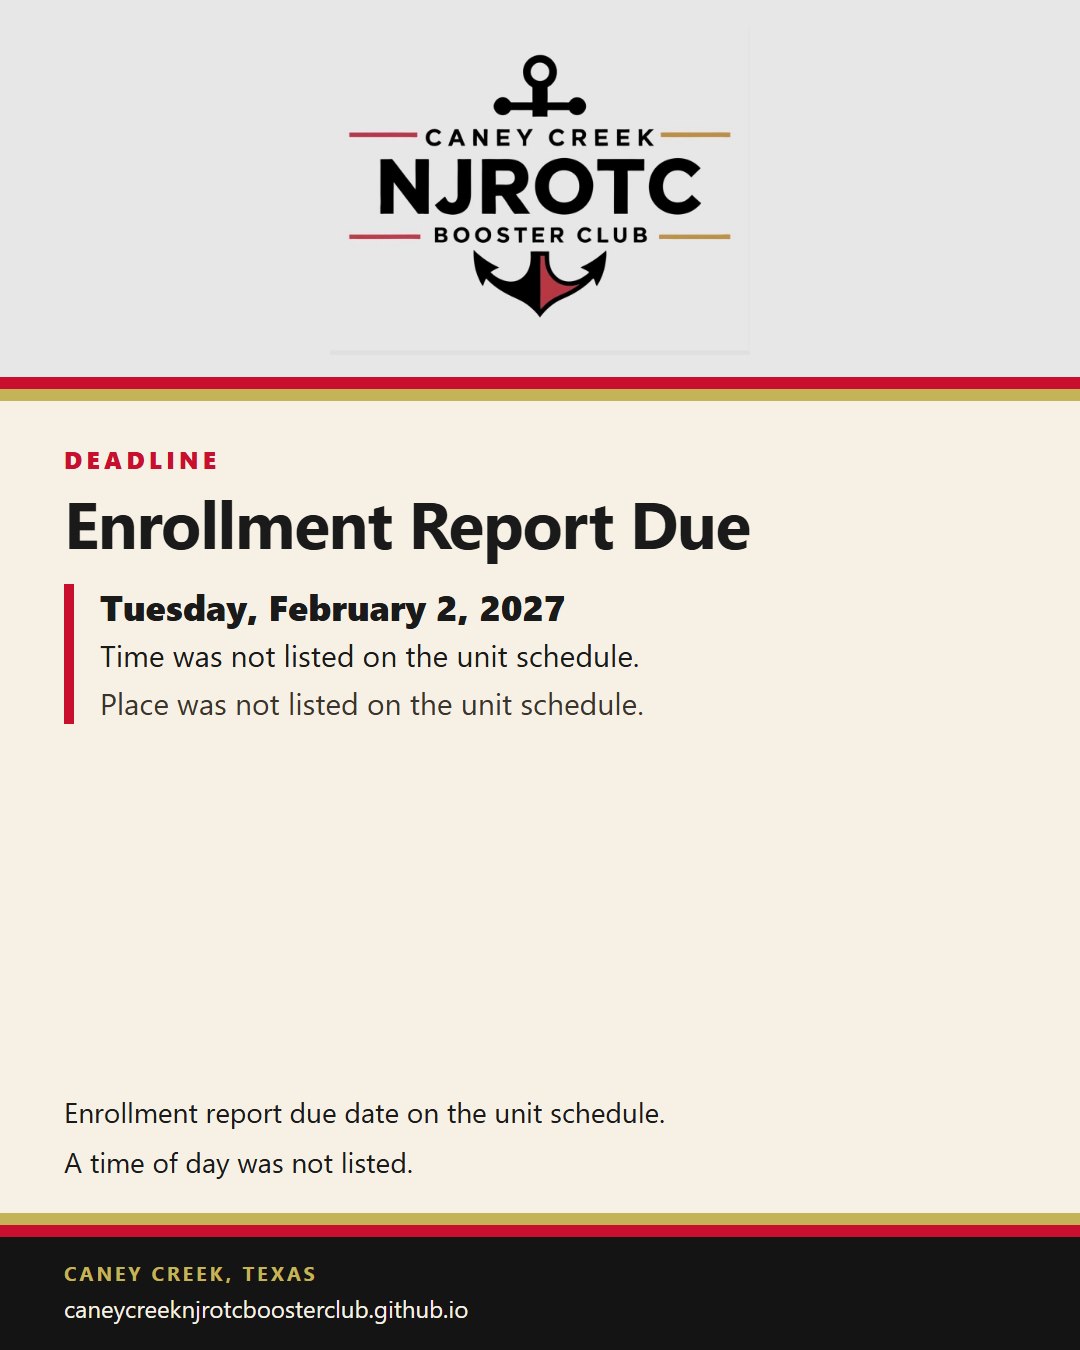 CANEY CREEK
NJROTC
BOOSTER CLUB
DEADLINE
Enrollment Report Due
Tuesday, February 2, 2027
Time was not listed on the unit schedule.
Place was not listed on the unit schedule.
Enrollment report due date on the unit schedule.
A time of day was not listed.
CANEY CREEK, TEXAS
caneycreeknjrotcboosterclub.github.io